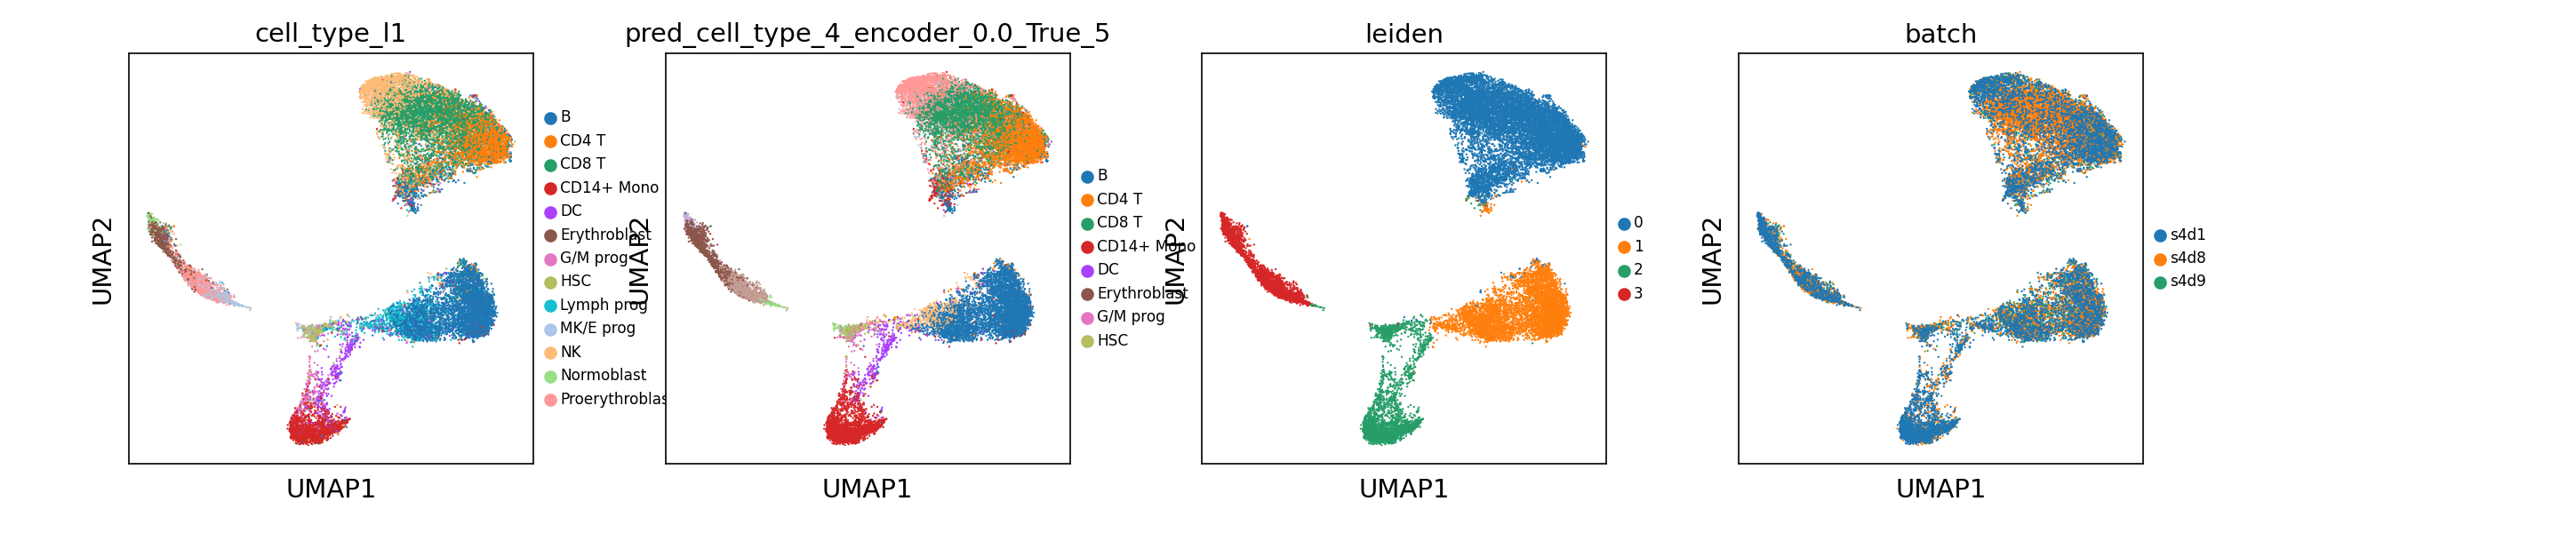 cell_type_l1
B
CD4 T
CD8 T
CD14+ Mono
DC
Erythroblast
G/M prog
HSC
Lymph prog
MK/E prog
NK
Normoblast
Proerythroblas
UMAP2
UMAP1
pred_cell_type_4_encoder_0.0_True_5
B
CD4 T
CD8 T
CD14+ Mono
DC
Erythroblast
G/M prog
HSC
UMAP2
UMAP1
leiden
0
1
2
3
UMAP2
UMAP1
batch
s4d1
s4d8
s4d9
UMAP2
UMAP1